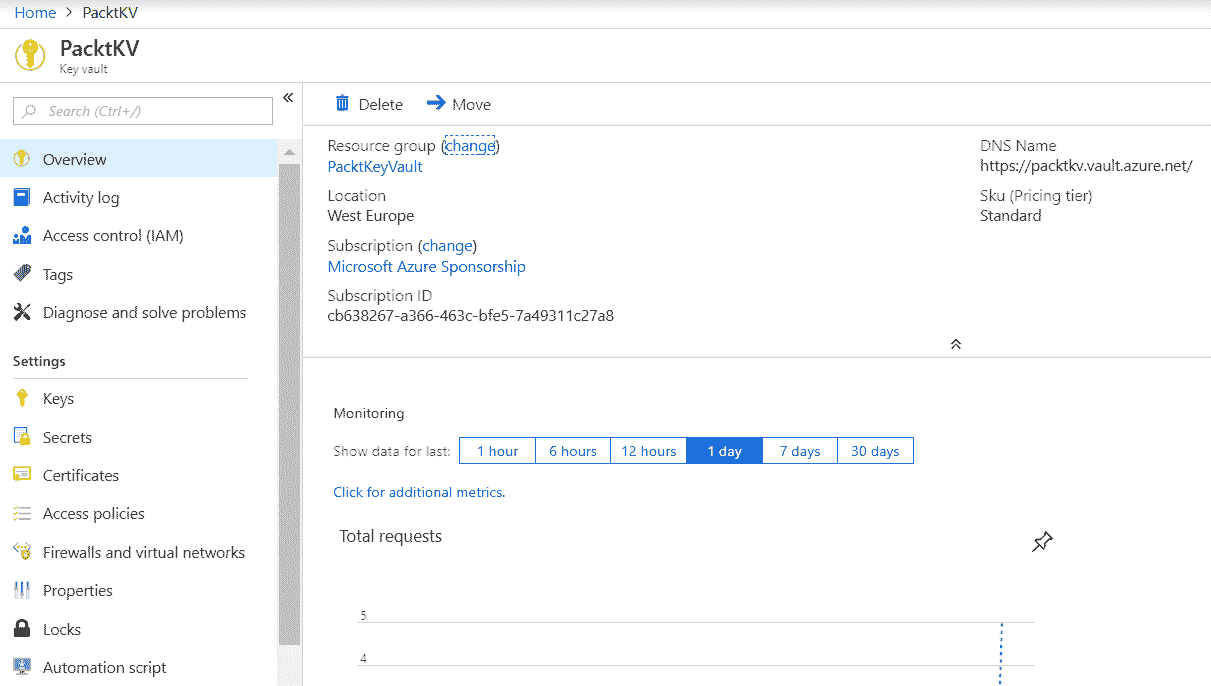 Home > PacktKV
PacktKV
Key vault
Search (Ctrl+/)
«
Overview
Activity log
Access control (IAM)
Tags
Diagnose and solve problems
Settings
Keys
Secrets
Certificates
Access policies
Firewalls and virtual networks
Properties
Locks
Automation script
Delete
Move
Resource group (change)
PacktKeyVault
Location
West Europe
Subscription (change)
Microsoft Azure Sponsorship
Subscription ID
cb638267-a366-463c-bfe5-7a49311c27a8
DNS Name
https://packtkv.vault.azure.net/
Sku (Pricing tier)
Standard
Monitoring
Show data for last: 1 hour 6 hours 12 hours 1 day 7 days 30 days
Click for additional metrics.
Total requests
5
4